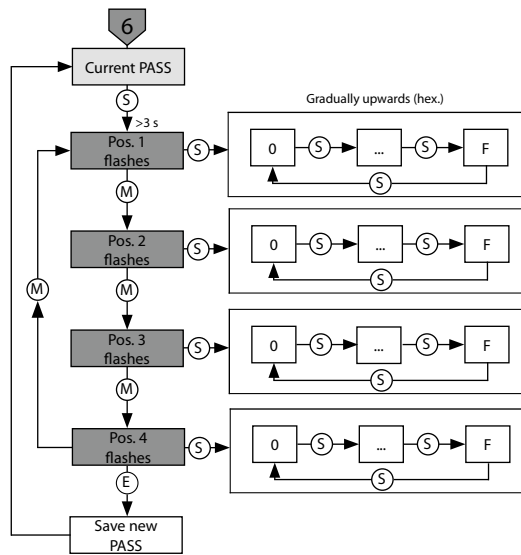 6
Current PASS
S
>3 s
Gradually upwards (hex.)
Pos. 1
flashes
S
0
S
...
S
F
S
M
Pos. 2
flashes
S
0
S
...
S
F
S
M
M
Pos. 3
flashes
S
0
S
...
S
F
S
M
Pos. 4
flashes
S
0
S
...
S
F
S
E
Save new
PASS